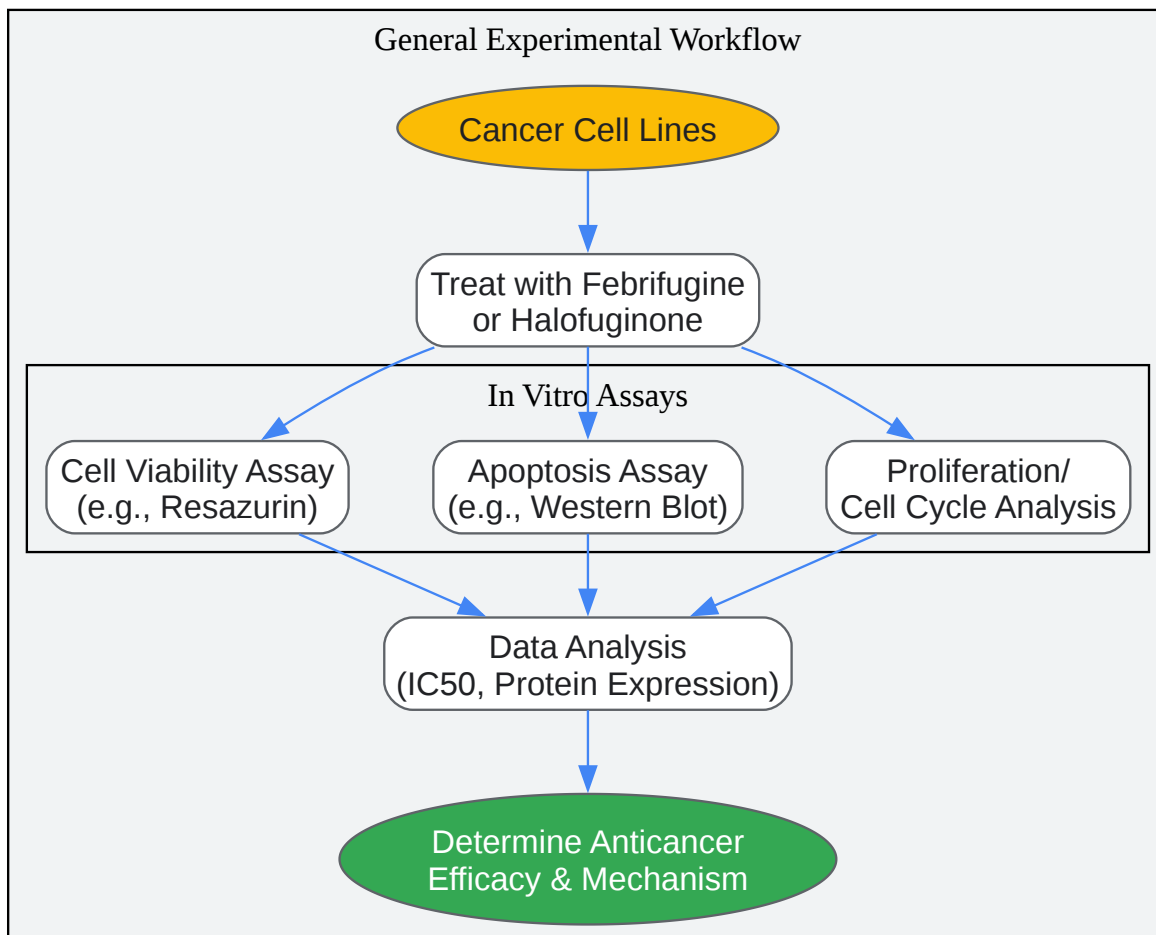 General Experimental Workflow
Cancer Cell Lines
Treat with Febrifugine
or Halofuginone
In Vitro Assays
Cell Viability Assay
(e.g., Resazurin)
Apoptosis Assay
(e.g., Western Blot)
Proliferation/
Cell Cycle Analysis
Data Analysis
(IC50, Protein Expression)
Determine Anticancer
Efficacy & Mechanism